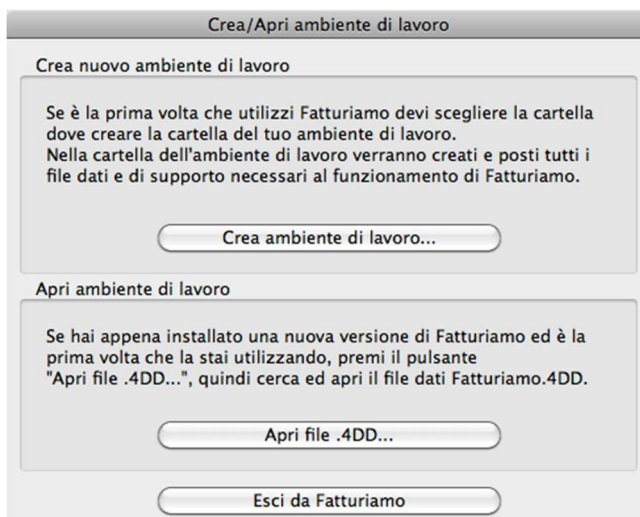 Crea/Apri ambiente di lavoro
Crea nuovo ambiente di lavoro
Se è la prima volta che utilizzi Fatturiamo devi scegliere la cartella
dove creare la cartella del tuo ambiente di lavoro.
Nella cartella dell'ambiente di lavoro verranno creati e posti tutti i
file dati e di supporto necessari al funzionamento di Fatturiamo.
Crea ambiente di lavoro...
Apri ambiente di lavoro
Se hai appena installato una nuova versione di Fatturiamo ed è la
prima volta che la stai utilizzando, premi il pulsante
"Apri file .4DD...", quindi cerca ed apri il file dati Fatturiamo.4DD.
Apri file .4DD...
Esci da Fatturiamo